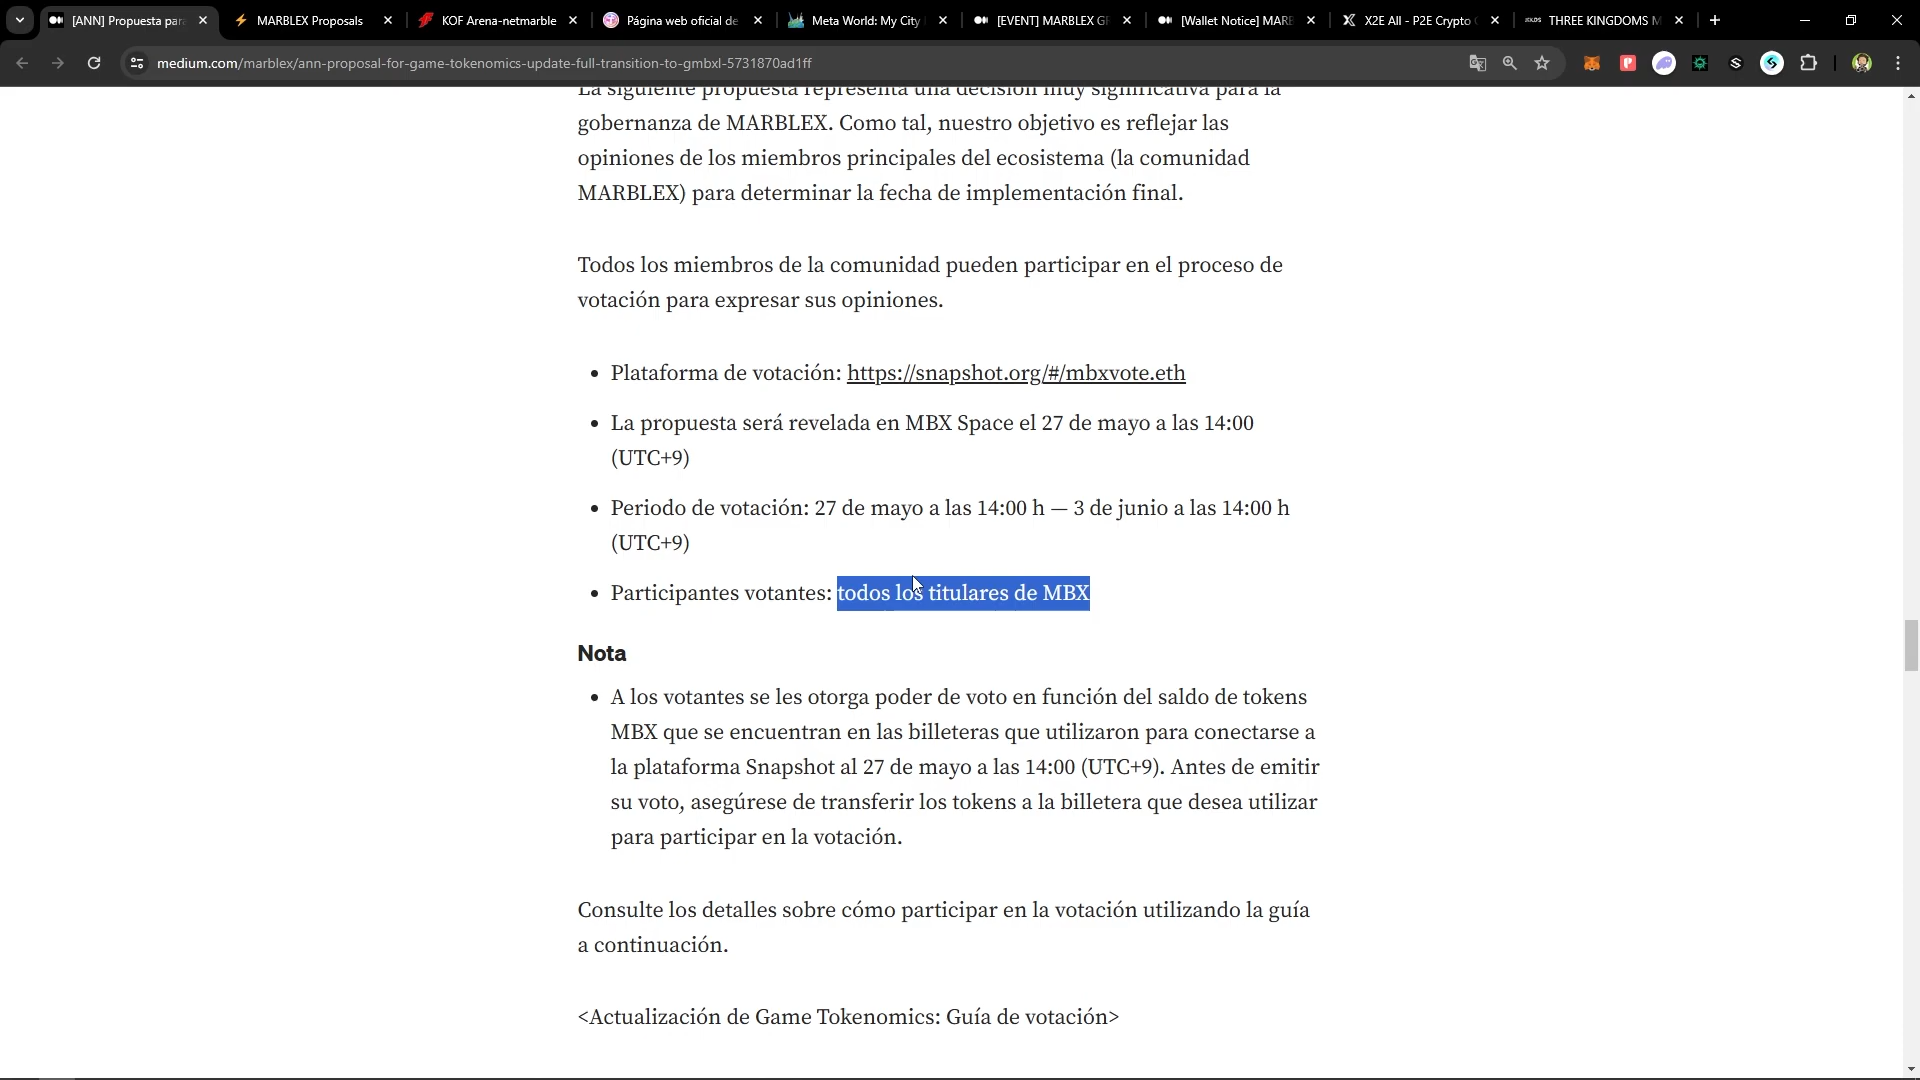 [ANN] Propuesta para
MARBLEX Proposals
KOF Arena-netmarble
Página web oficial de
Meta World: My City
[EVENT] MARBLEX GF
[Wallet Notice] MARB
X2E All - P2E Crypto
THREE KINGDOMS M
medium.com/marblex/ann-proposal-for-game-tokenomics-update-full-transition-to-gmbxl-5731870ad1ff
La siguiente propuesta representa una decisión muy significativa para la
gobernanza de MARBLEX. Como tal, nuestro objetivo es reflejar las
opiniones de los miembros principales del ecosistema (la comunidad
MARBLEX) para determinar la fecha de implementación final.
Todos los miembros de la comunidad pueden participar en el proceso de
votación para expresar sus opiniones.
• Plataforma de votación: https://snapshot.org/#/mbxvote.eth
• La propuesta será revelada en MBX Space el 27 de mayo a las 14:00
(UTC+9)
• Periodo de votación: 27 de mayo a las 14:00 h — 3 de junio a las 14:00 h
(UTC+9)
• Participantes votantes: todos los titulares de MBX
Nota
• A los votantes se les otorga poder de voto en función del saldo de tokens
MBX que se encuentran en las billeteras que utilizaron para conectarse a
la plataforma Snapshot al 27 de mayo a las 14:00 (UTC+9). Antes de emitir
su voto, asegúrese de transferir los tokens a la billetera que desea utilizar
para participar en la votación.
Consulte los detalles sobre cómo participar en la votación utilizando la guía
a continuación.
<Actualización de Game Tokenomics: Guía de votación>